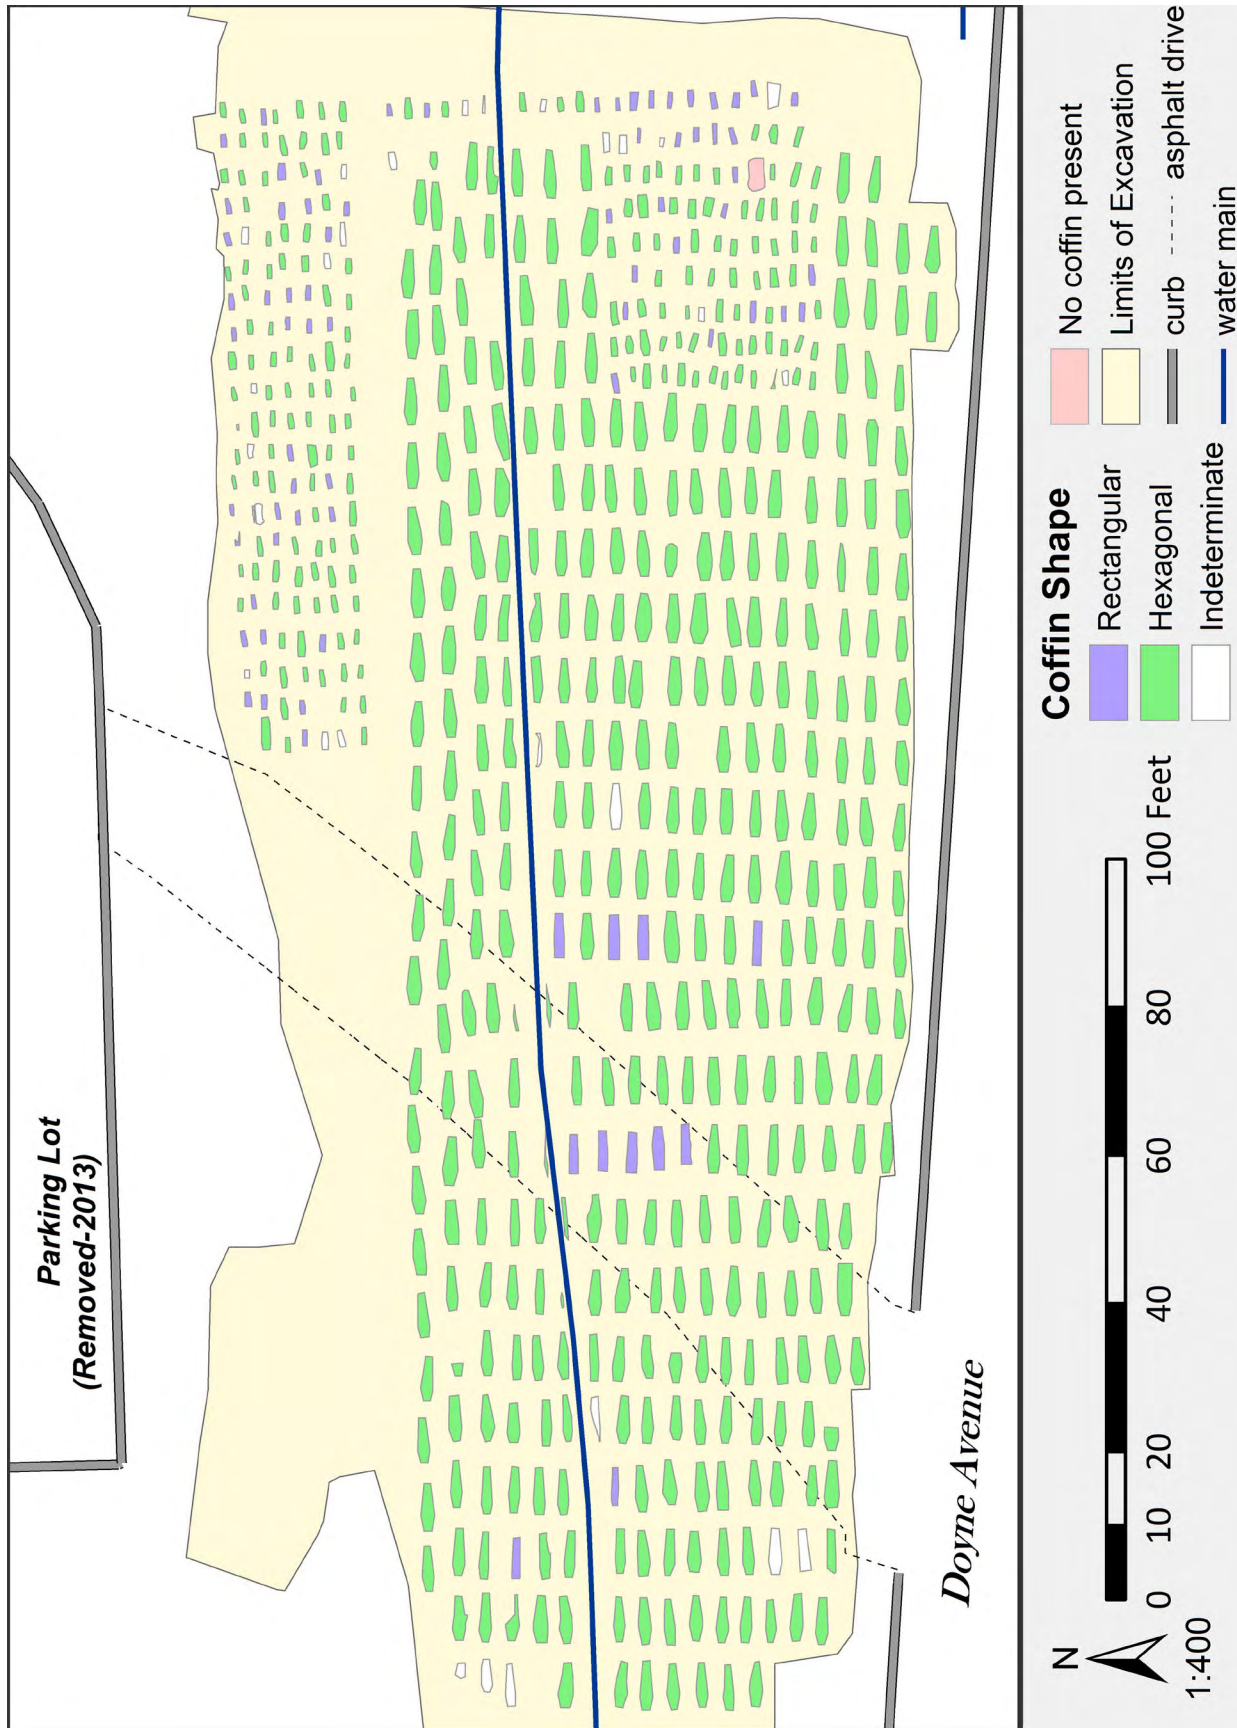 Parking Lot
(Removed-2013)
Doyne Avenue
N
1:400
0 10 20 40 60 80 100 Feet
Coffin Shape
Rectangular
Hexagonal
Indeterminate
No coffin present
Limits of Excavation
curb
asphalt drive
water main